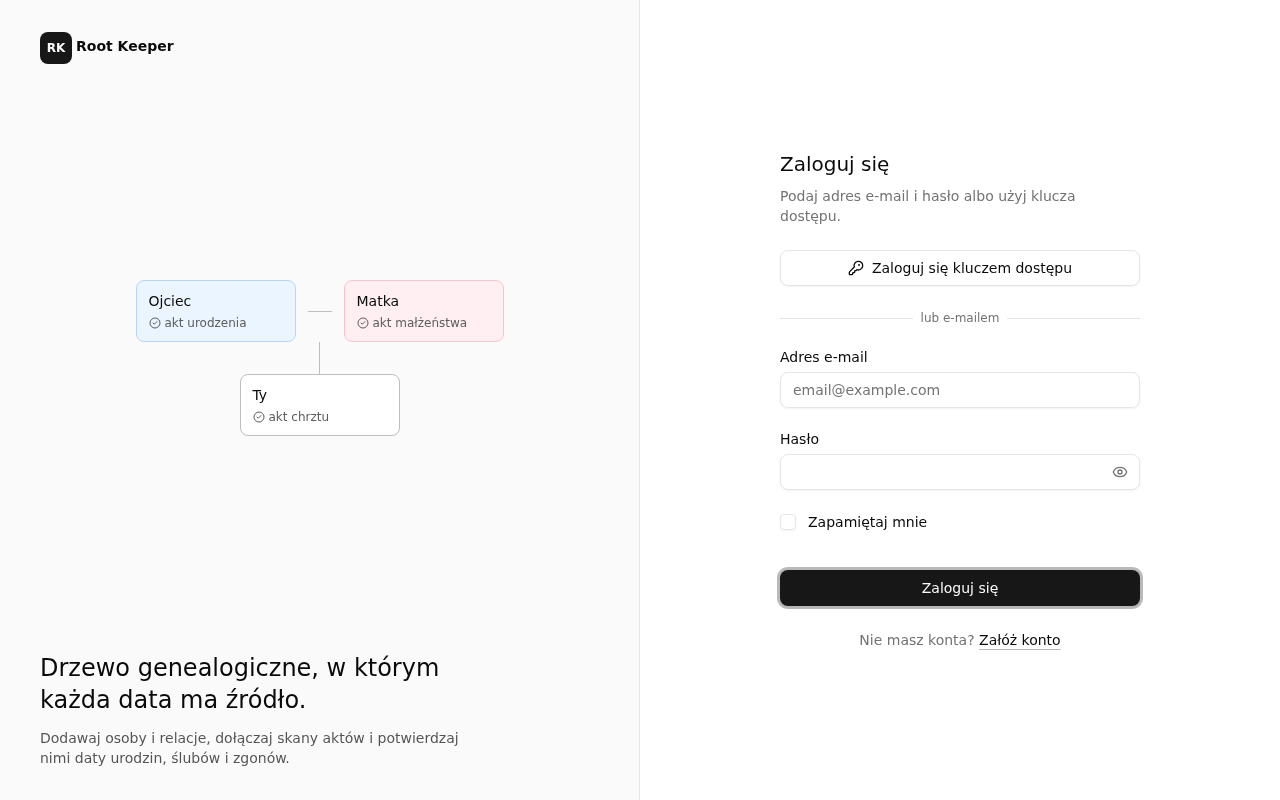 RK Root Keeper
Ojciec
akt urodzenia
Matka
akt małżeństwa
Ty
akt chrztu
Drzewo genealogiczne, w którym
każda data ma źródło.
Dodawaj osoby i relacje, dołączaj skany aktów i potwierdzaj
nimi daty urodzin, ślubów i zgonów.
Zaloguj się
Podaj adres e-mail i hasło albo użyj klucza
dostępu.
Zaloguj się kluczem dostępu
lub e-mailem
Adres e-mail
email@example.com
Hasło
Zapamiętaj mnie
Zaloguj się
Nie masz konta? Załóż konto